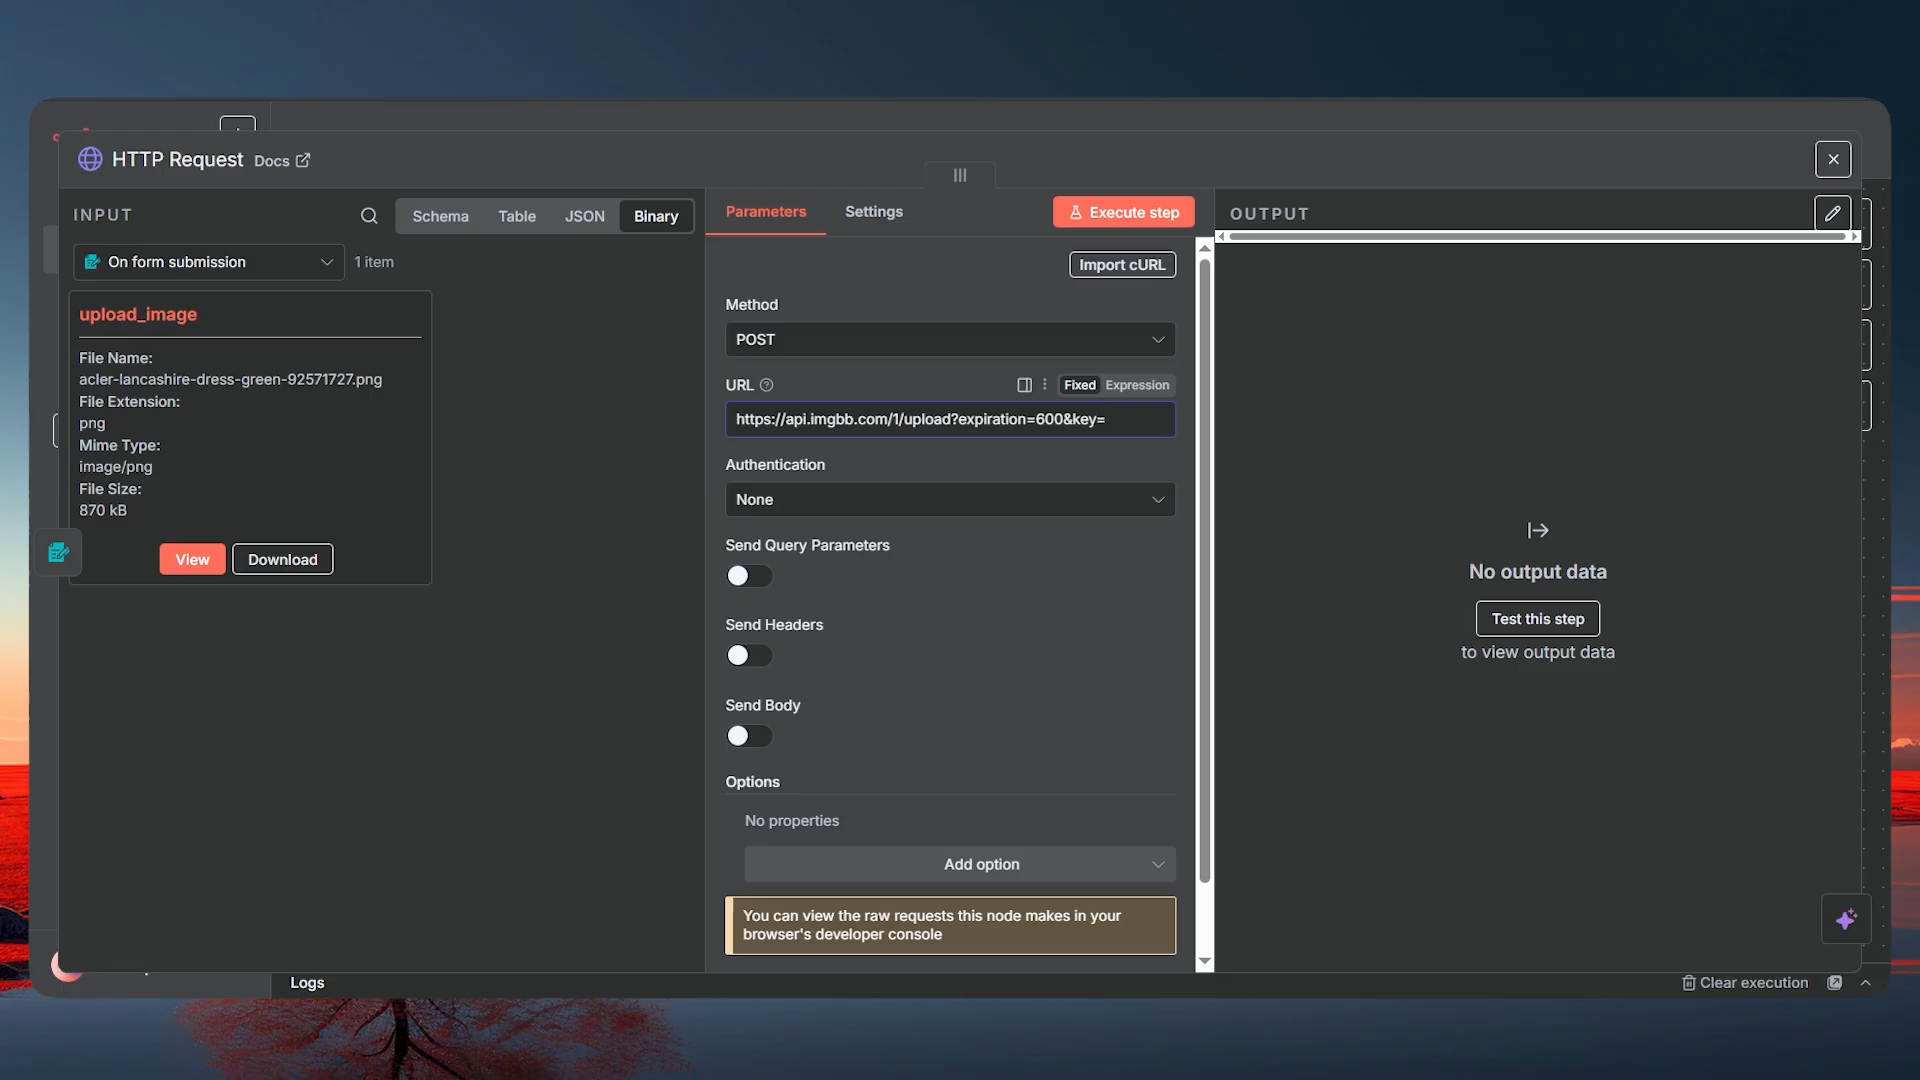 HTTP Request Docs
INPUT
Schema Table JSON Binary
On form submission
1 item
upload_image
File Name:
acler-lancashire-dress-green-92571727.png
File Extension:
png
Mime Type:
image/png
File Size:
870 kB
View Download
Parameters Settings
Execute step
Import cURL
Method
POST
URL
Fixed Expression
https://api.imgbb.com/1/upload?expiration=600&key=
Authentication
None
Send Query Parameters
Send Headers
Send Body
Options
No properties
Add option
You can view the raw requests this node makes in your
browser's developer console
OUTPUT
No output data
Test this step
to view output data
Logs
Clear execution